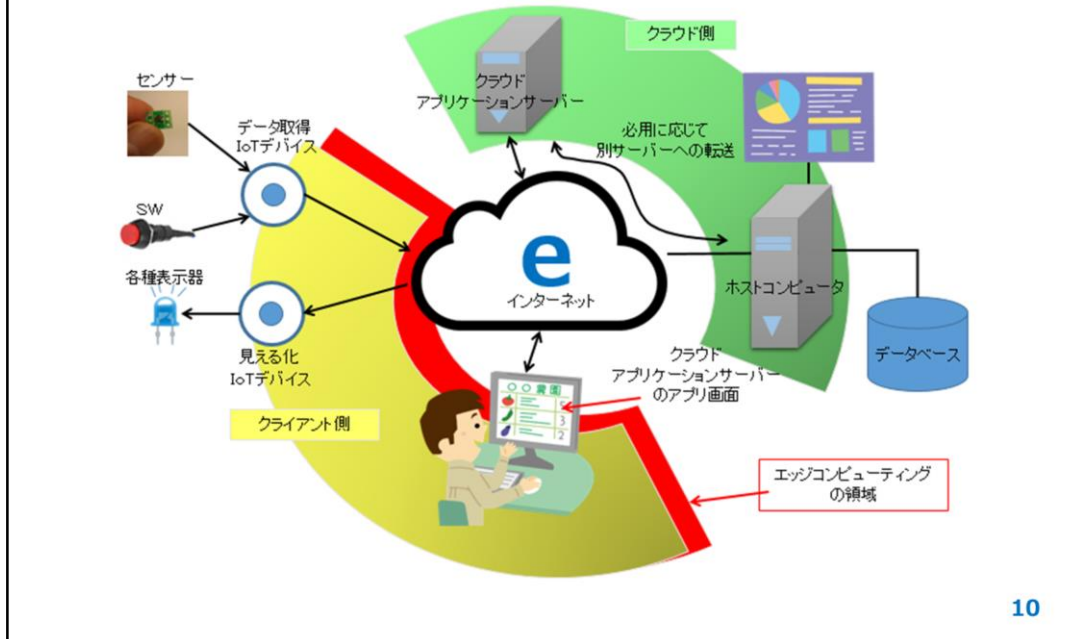 クラウド側
クラウド
アプリケーションサーバー
センサー
データ取得
IoTデバイス
必用に応じて
別サーバーへの転送
SW
e
インターネット
各種表示器
ホストコンピュータ
データベース
見える化
IoTデバイス
クラウド
アプリケーションサーバー
のアプリ画面
〇〇農園
5
3
2
クライアント側
エッジコンピューティング
の領域
10